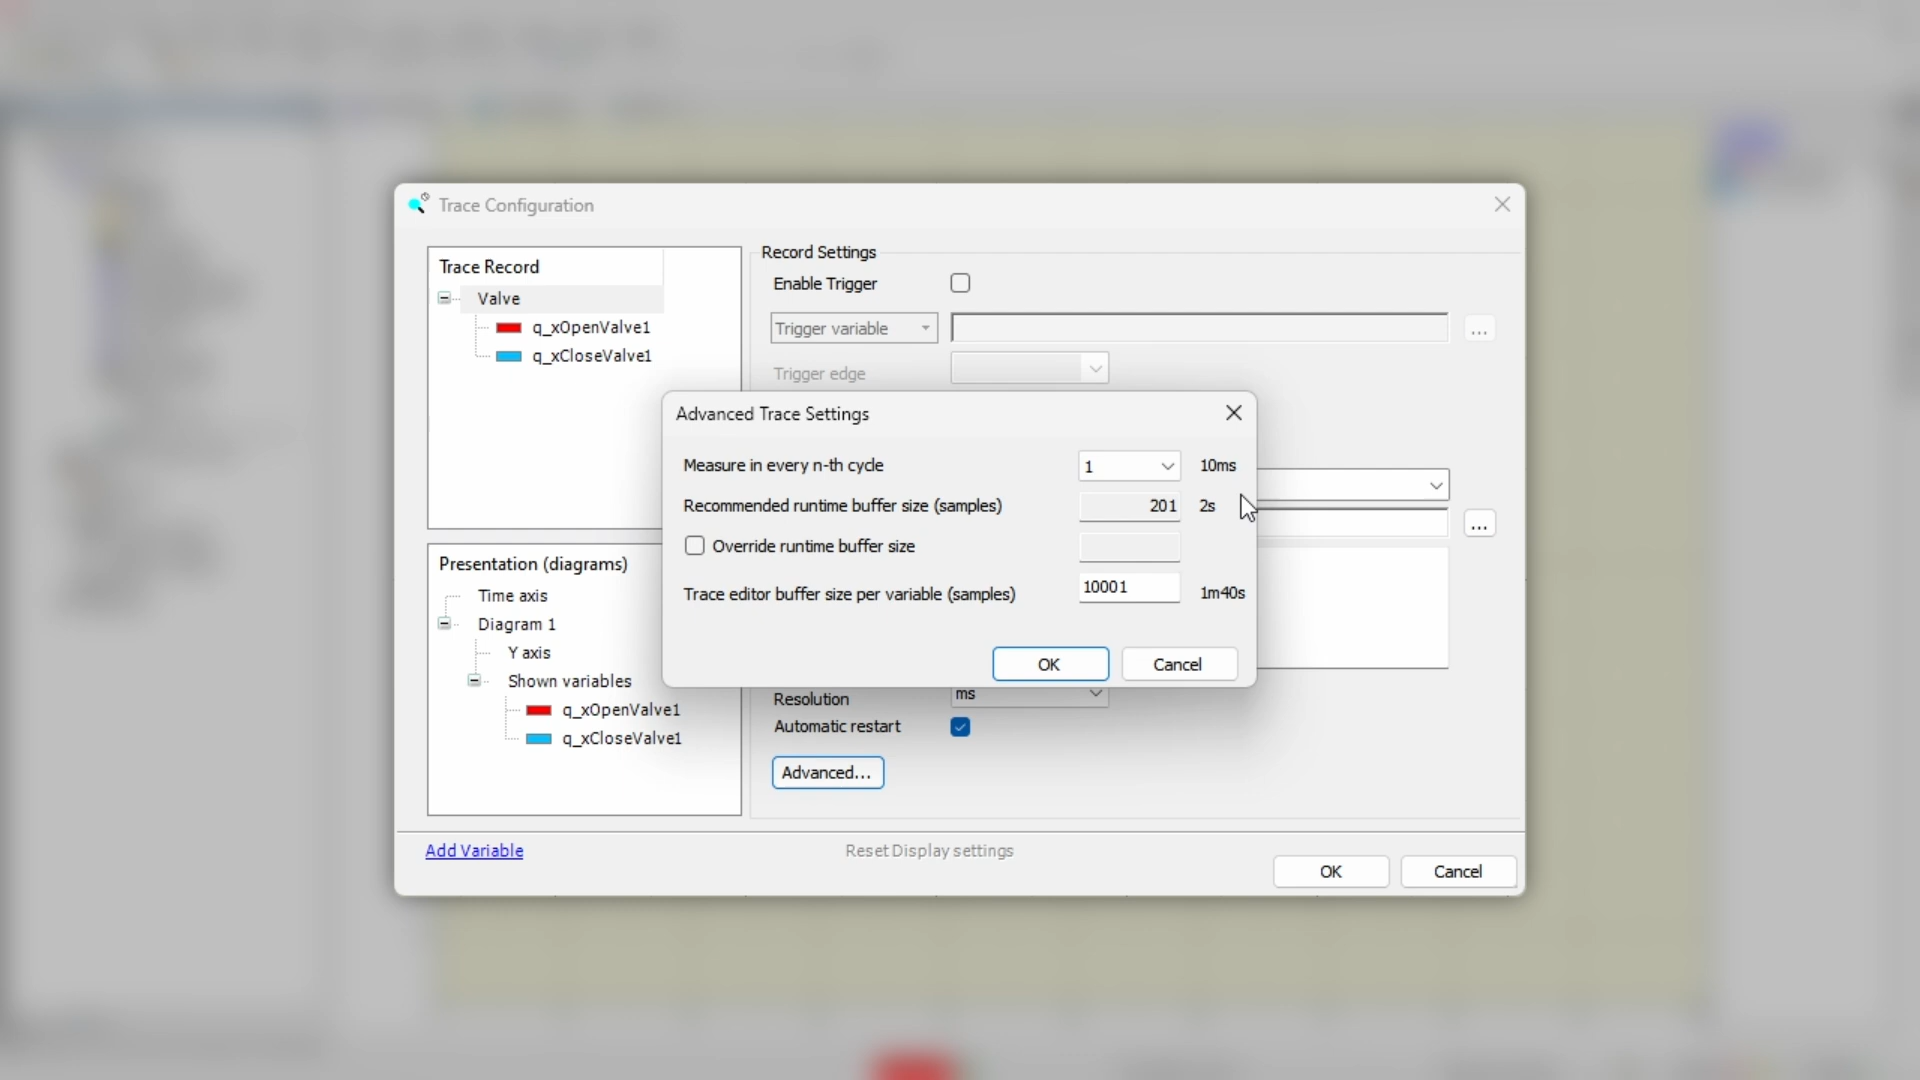 Trace Configuration
Trace Record
Valve
q_xOpenValve1
q_xCloseValve1
Record Settings
Enable Trigger
Trigger variable
...
Trigger edge
Advanced Trace Settings
Measure in every n-th cycle
1
10ms
Recommended runtime buffer size (samples)
201
2s
Override runtime buffer size
Trace editor buffer size per variable (samples)
10001
1m40s
OK
Cancel
...
Presentation (diagrams)
Time axis
Diagram 1
Y axis
Shown variables
q_xOpenValve1
q_xCloseValve1
Resolution
ms
Automatic restart
Advanced...
Add Variable
Reset Display settings
OK
Cancel